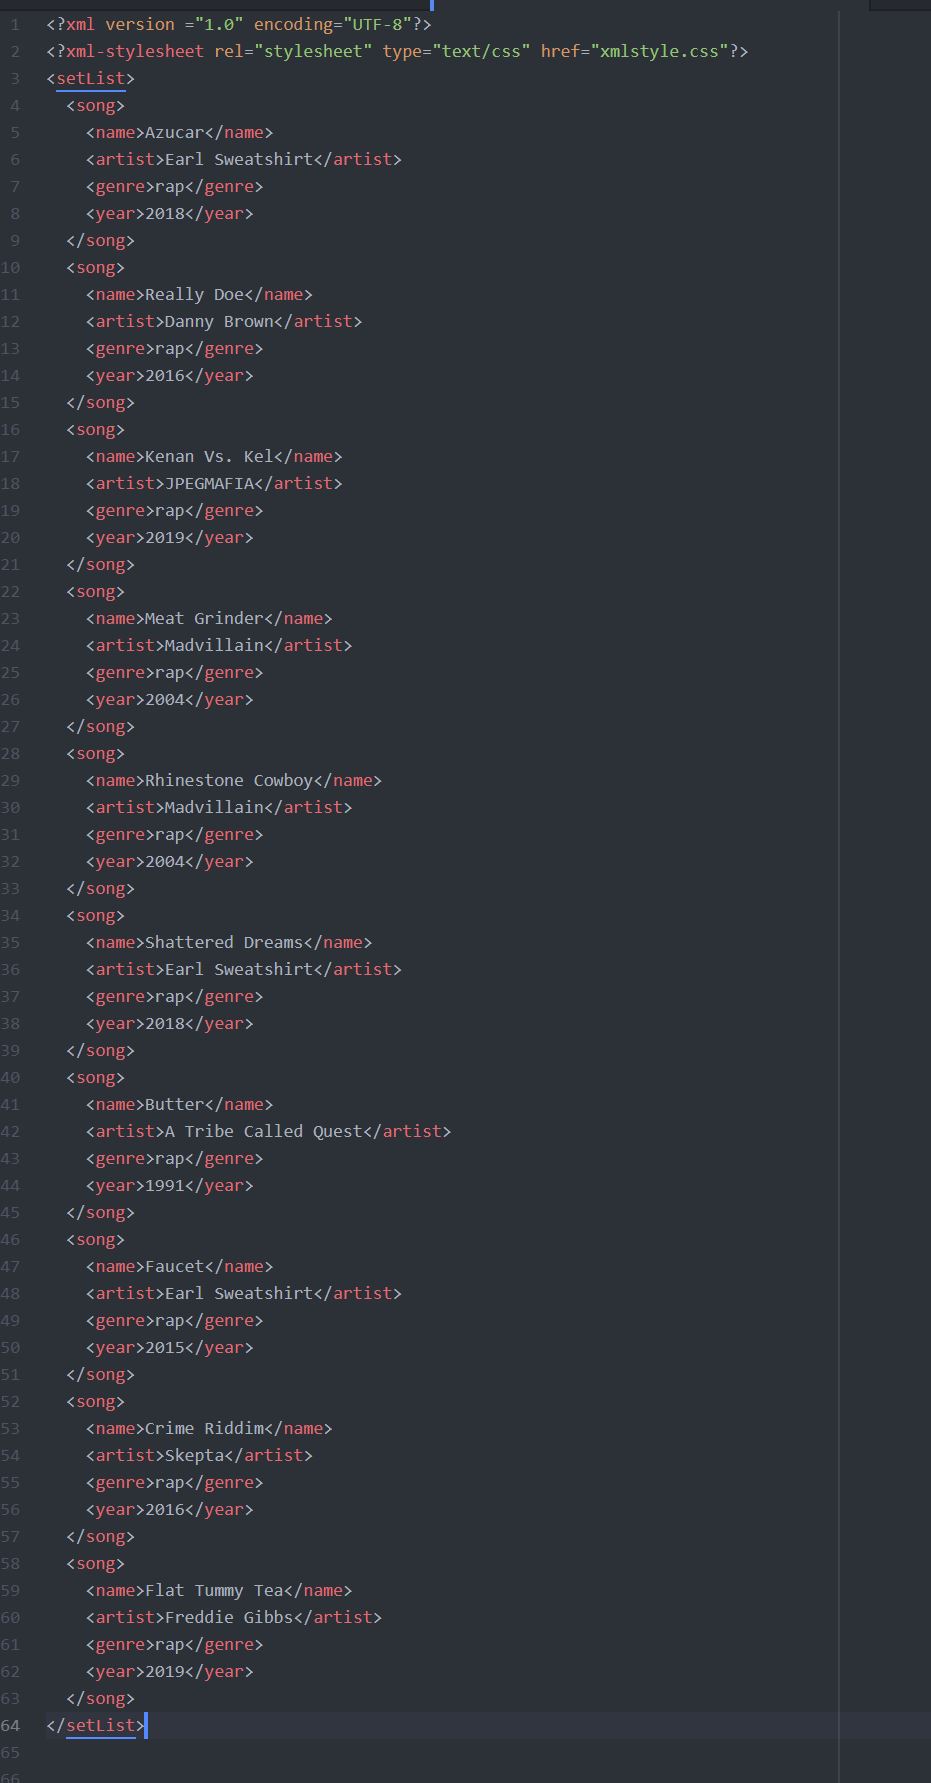 1 <?xml version ="1.0" encoding="UTF-8"?>
2 <?xml-stylesheet rel="stylesheet" type="text/css" href="xmlstyle.css"?>
3 <setList>
4   <song>
5     <name>Azucar</name>
6     <artist>Earl Sweatshirt</artist>
7     <genre>rap</genre>
8     <year>2018</year>
9   </song>
10   <song>
11     <name>Really Doe</name>
12     <artist>Danny Brown</artist>
13     <genre>rap</genre>
14     <year>2016</year>
15   </song>
16   <song>
17     <name>Kenan Vs. Kel</name>
18     <artist>JPEGMAFIA</artist>
19     <genre>rap</genre>
20     <year>2019</year>
21   </song>
22   <song>
23     <name>Meat Grinder</name>
24     <artist>Madvillain</artist>
25     <genre>rap</genre>
26     <year>2004</year>
27   </song>
28   <song>
29     <name>Rhinestone Cowboy</name>
30     <artist>Madvillain</artist>
31     <genre>rap</genre>
32     <year>2004</year>
33   </song>
34   <song>
35     <name>Shattered Dreams</name>
36     <artist>Earl Sweatshirt</artist>
37     <genre>rap</genre>
38     <year>2018</year>
39   </song>
40   <song>
41     <name>Butter</name>
42     <artist>A Tribe Called Quest</artist>
43     <genre>rap</genre>
44     <year>1991</year>
45   </song>
46   <song>
47     <name>Faucet</name>
48     <artist>Earl Sweatshirt</artist>
49     <genre>rap</genre>
50     <year>2015</year>
51   </song>
52   <song>
53     <name>Crime Riddim</name>
54     <artist>Skepta</artist>
55     <genre>rap</genre>
56     <year>2016</year>
57   </song>
58   <song>
59     <name>Flat Tummy Tea</name>
60     <artist>Freddie Gibbs</artist>
61     <genre>rap</genre>
62     <year>2019</year>
63   </song>
64 </setList>
65
66